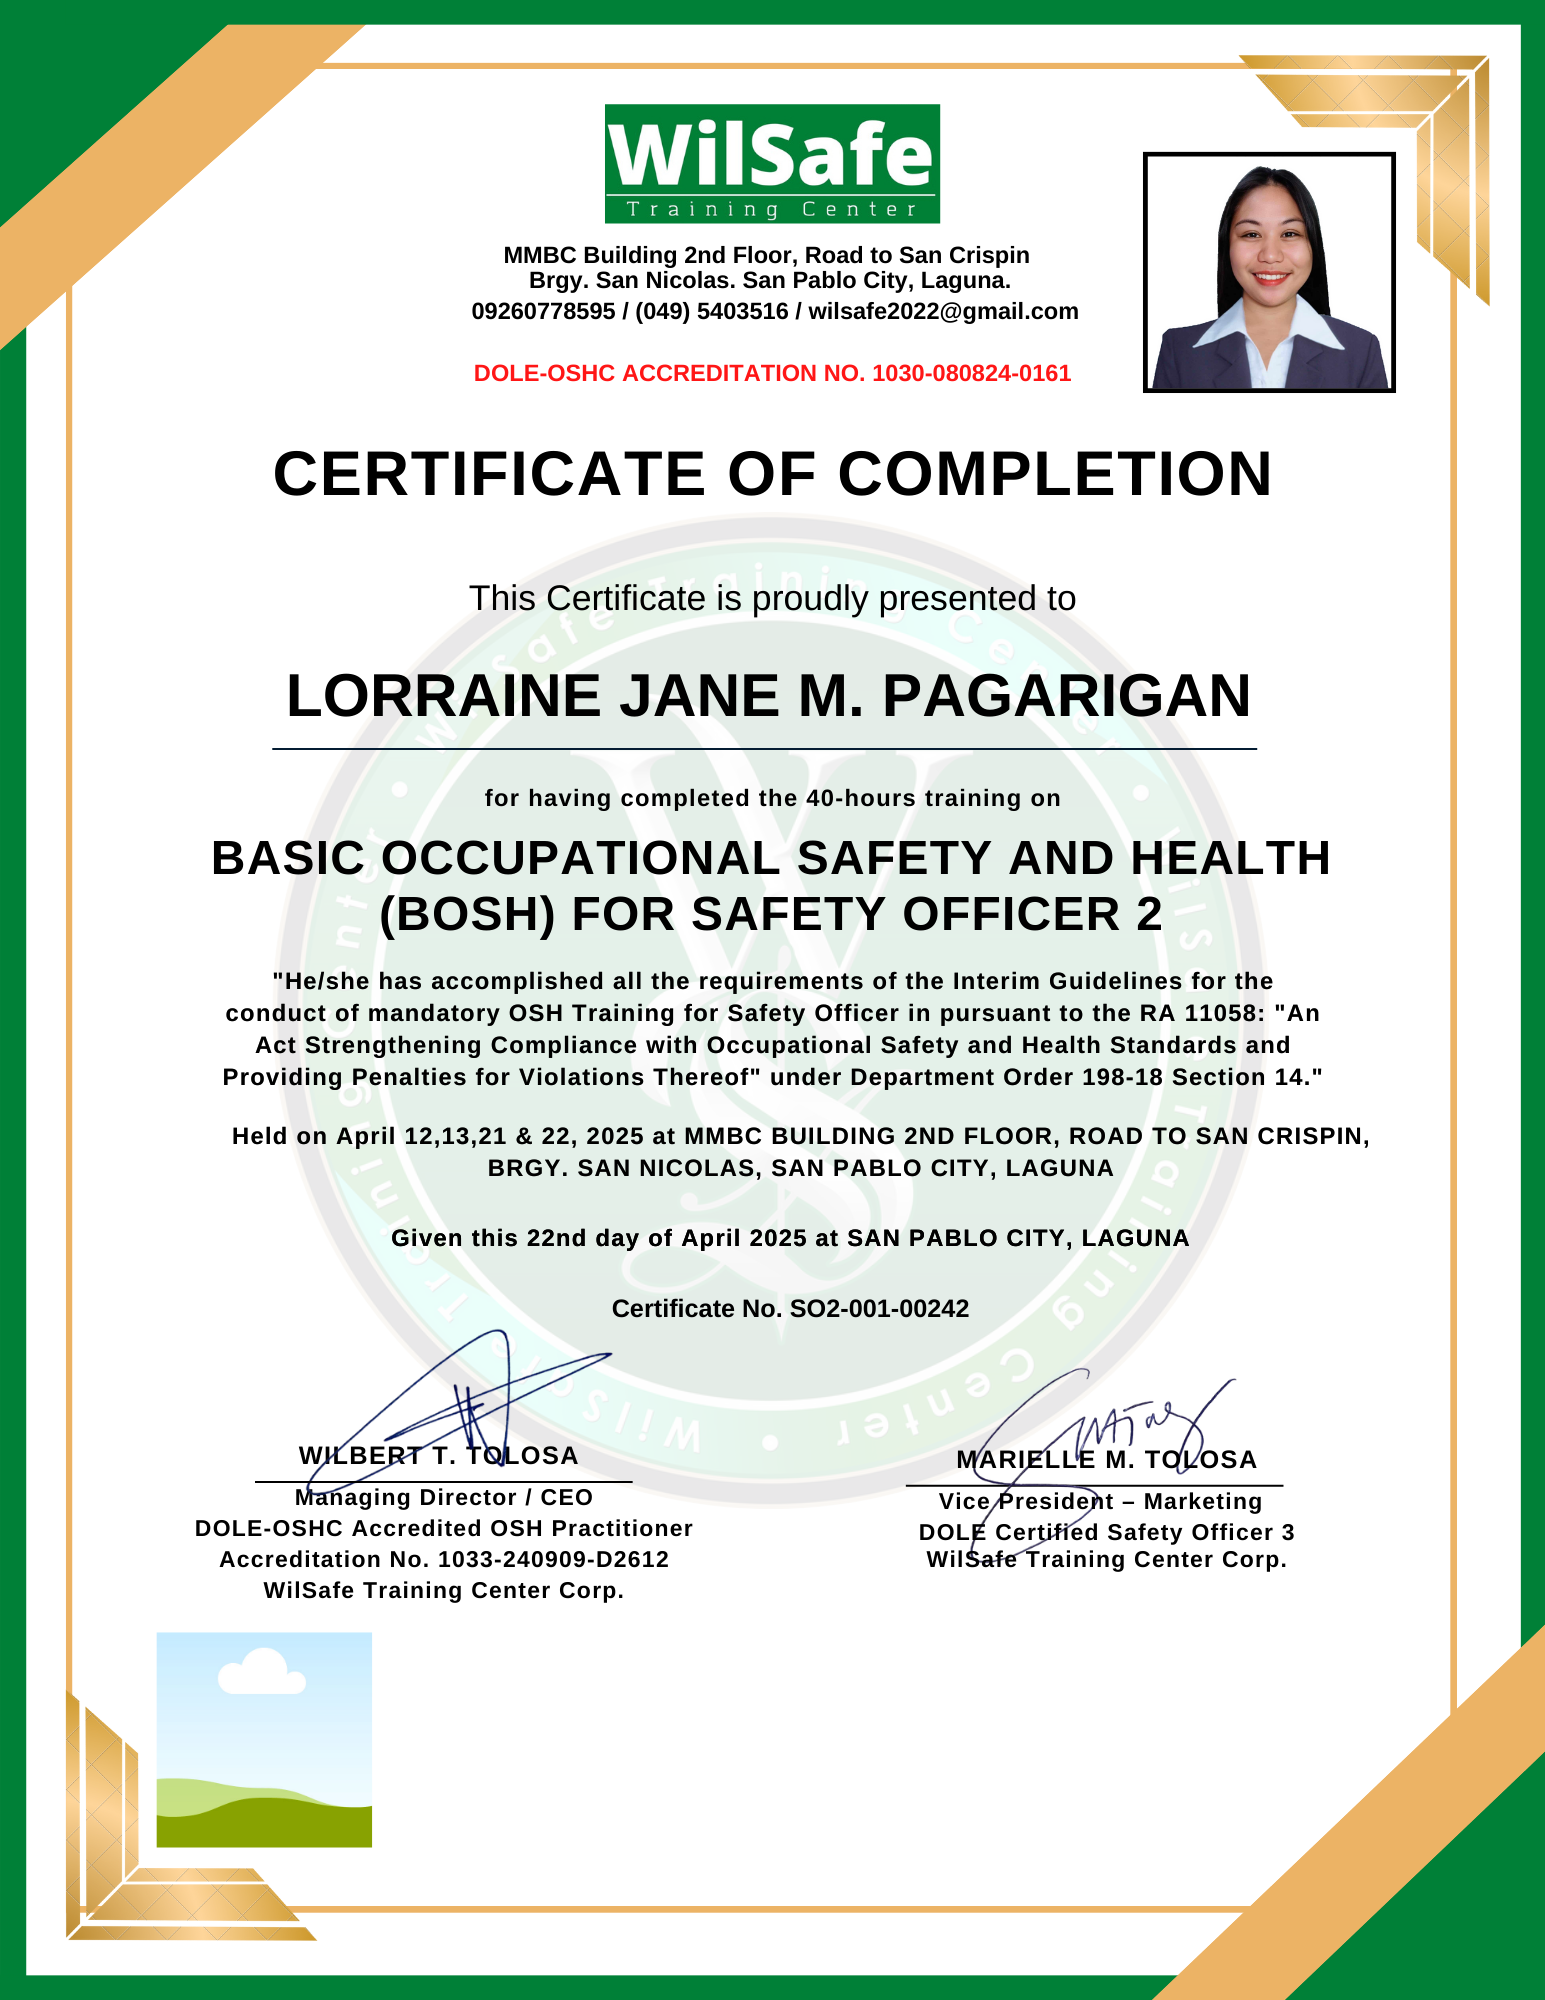 WilSafe
Training Center
MMBC Building 2nd Floor, Road to San Crispin
Brgy. San Nicolas. San Pablo City, Laguna.
09260778595 / (049) 5403516 / wilsafe2022@gmail.com
DOLE-OSHC ACCREDITATION NO. 1030-080824-0161
CERTIFICATE OF COMPLETION
This Certificate is proudly presented to
LORRAINE JANE M. PAGARIGAN
for having completed the 40-hours training on
BASIC OCCUPATIONAL SAFETY AND HEALTH
(BOSH) FOR SAFETY OFFICER 2
"He/she has accomplished all the requirements of the Interim Guidelines for the
conduct of mandatory OSH Training for Safety Officer in pursuant to the RA 11058: "An
Act Strengthening Compliance with Occupational Safety and Health Standards and
Providing Penalties for Violations Thereof" under Department Order 198-18 Section 14."
Held on April 12,13,21 & 22, 2025 at MMBC BUILDING 2ND FLOOR, ROAD TO SAN CRISPIN,
BRGY. SAN NICOLAS, SAN PABLO CITY, LAGUNA
Given this 22nd day of April 2025 at SAN PABLO CITY, LAGUNA
Certificate No. SO2-001-00242
WILBERT T. TOLOSA
Managing Director / CEO
DOLE-OSHC Accredited OSH Practitioner
Accreditation No. 1033-240909-D2612
WilSafe Training Center Corp.
MARIELLE M. TOLOSA
Vice President – Marketing
DOLE Certified Safety Officer 3
WilSafe Training Center Corp.
WilSafe Training Center • WilSafe Training Center • WilSafe Training Center •